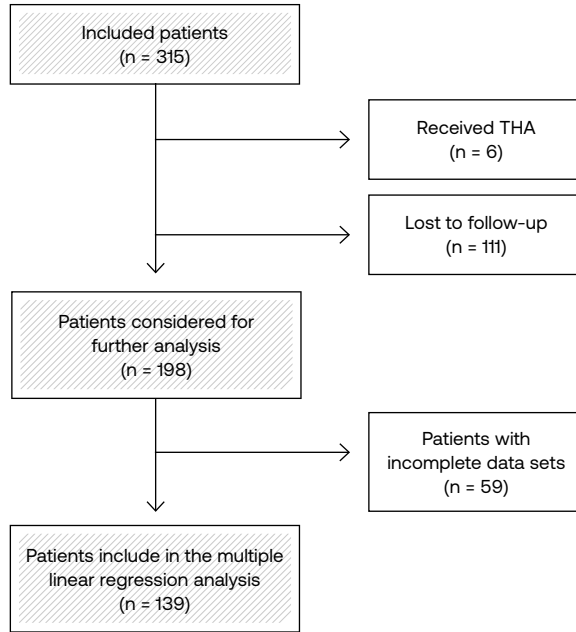 Included patients
(n = 315)
Received THA
(n = 6)
Lost to follow-up
(n = 111)
Patients considered for
further analysis
(n = 198)
Patients with
incomplete data sets
(n = 59)
Patients include in the multiple
linear regression analysis
(n = 139)